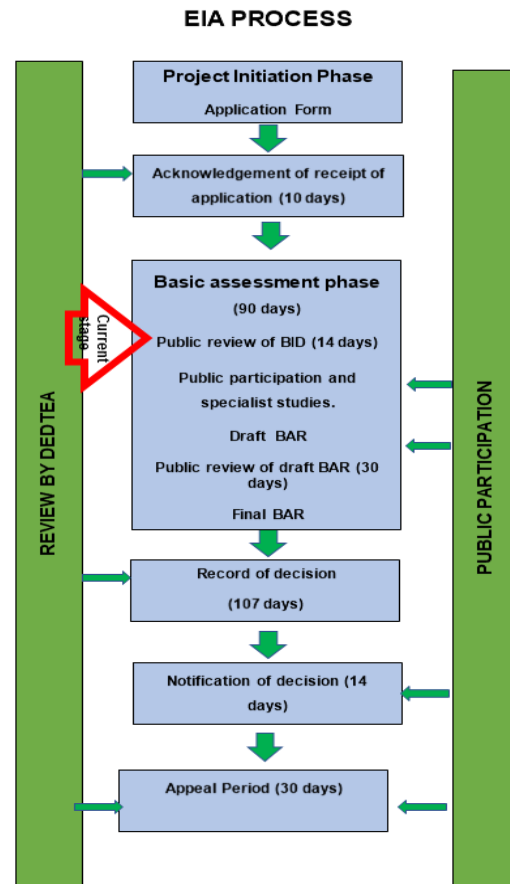 EIA PROCESS
Project Initiation Phase
Application Form
Acknowledgement of receipt of
application (10 days)
Basic assessment phase
(90 days)
Public review of BID (14 days)
Public participation and
specialist studies.
Draft BAR
Public review of draft BAR (30
days)
Final BAR
Current
stage
REVIEW BY DEDTEA
PUBLIC PARTICIPATION
Record of decision
(107 days)
Notification of decision (14
days)
Appeal Period (30 days)